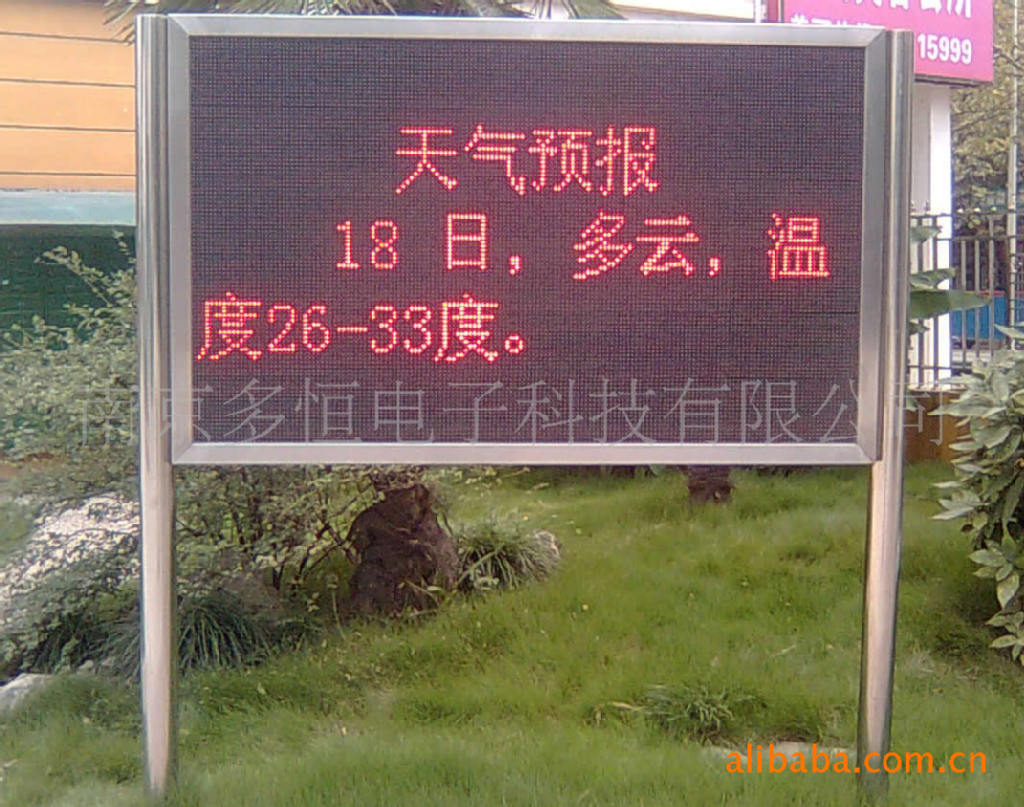 天气预报
18 日，多云，温
度26-33度。
15999
南京多恒电子科技有限公司
alibaba.com.cn